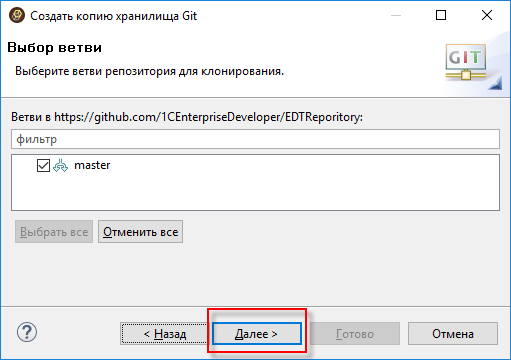 Создать копию хранилища Git
Выбор ветви
Выберите ветви репозитория для клонирования.
GIT
Ветви в https://github.com/1CEnterpriseDeveloper/EDTReporitory:
фильтр
master
Выбрать все Отменить все
? < Назад Далее > Готово Отмена